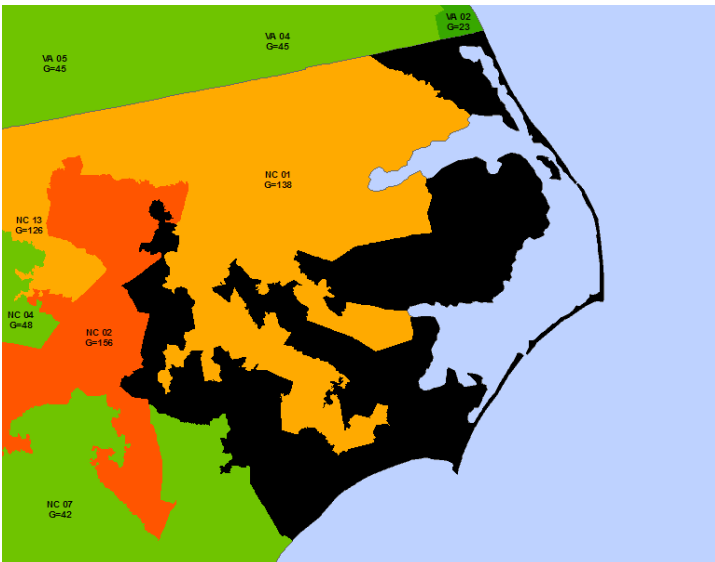 VA 02
G=23
VA 04
G=45
VA 05
G=45
NC 01
G=138
NC 13
G=126
NC 04
G=48
NC 02
G=156
NC 07
G=42